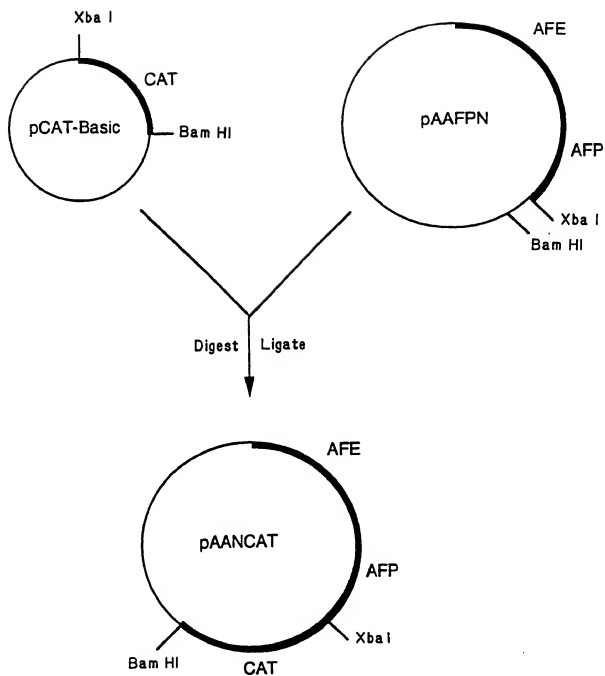 Xba I
CAT
pCAT-Basic
Bam HI
AFE
pAAFPN
AFP
Xba I
Bam HI
Digest Ligate
AFE
pAANCAT
AFP
Xba I
Bam HI
CAT